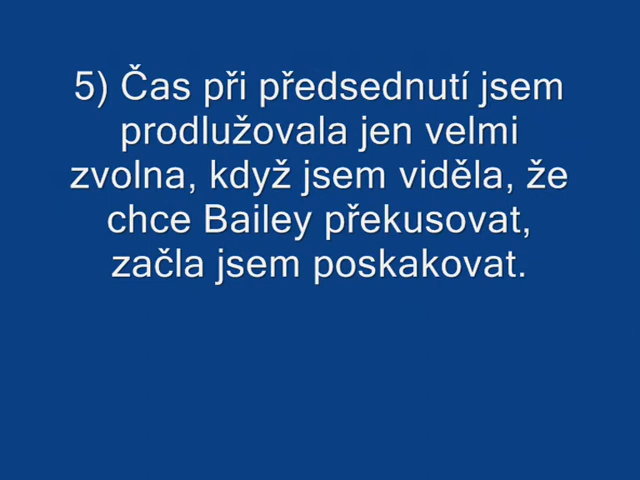 5) Čas při předsednutí jsem
prodlužovala jen velmi
zvolna, když jsem viděla, že
chce Bailey překusovat,
začla jsem poskakovat.